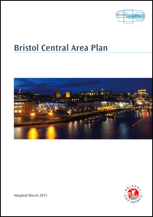 Bristol Central Area Plan
Adopted March 2015